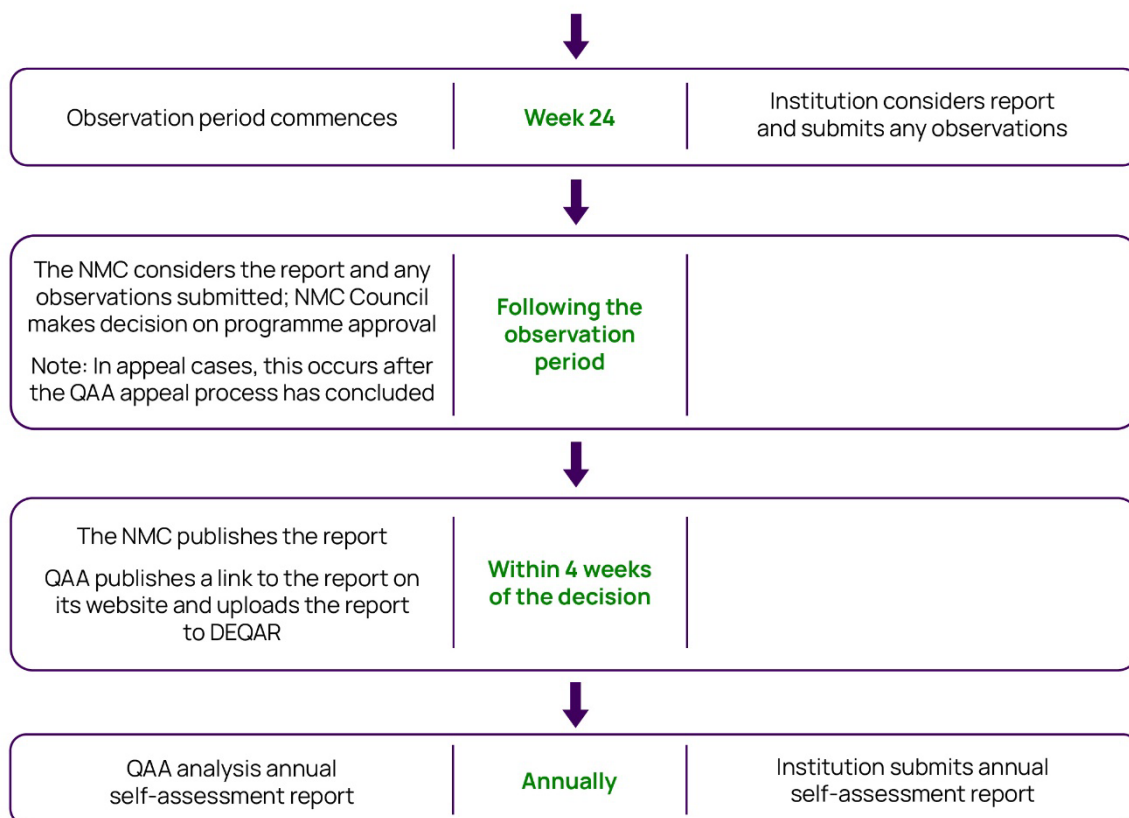 Observation period commences
Week 24
Institution considers report
and submits any observations
The NMC considers the report and any
observations submitted; NMC Council
makes decision on programme approval
Note: In appeal cases, this occurs after
the QAA appeal process has concluded
Following the
observation
period
The NMC publishes the report
QAA publishes a link to the report on
its website and uploads the report
to DEQAR
Within 4 weeks
of the decision
QAA analysis annual
self-assessment report
Annually
Institution submits annual
self-assessment report